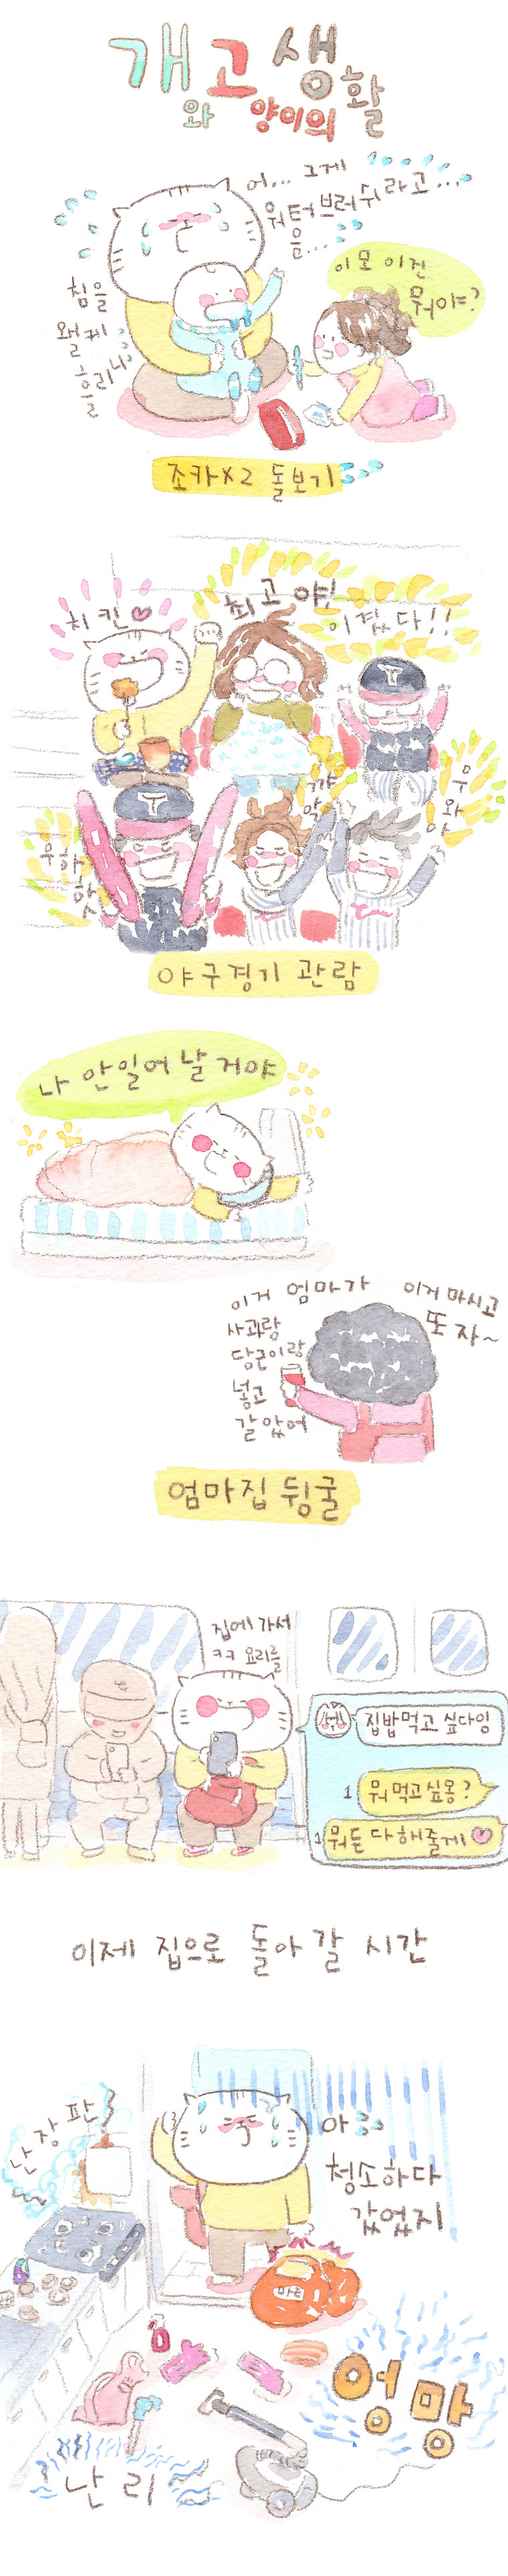 개와 고양이의 생활
어... 그게
워터브러쉬라고...
음...
이모 이건
뭐야?
침을
왤케
흘리니
조카x2 돌보기
치킨♥
최고야!
이겼다!!
꺄악
우와아
우하핫
T
T
야구경기 관람
나 안 일어날거야
이거 엄마가
사과랑
당근이랑
넣고
갈았어
이거 마시고
또 자~
엄마집 뒹굴
집에 가서
ㅋㅋ 요리를
집밥먹고 싶다잉
1 뭐 먹고싶옹?
1 뭐든 다 해줄게 ♥
이제 집으로 돌아갈 시간
난장판
아
청소하다
갔었지
마트
엉망
난리